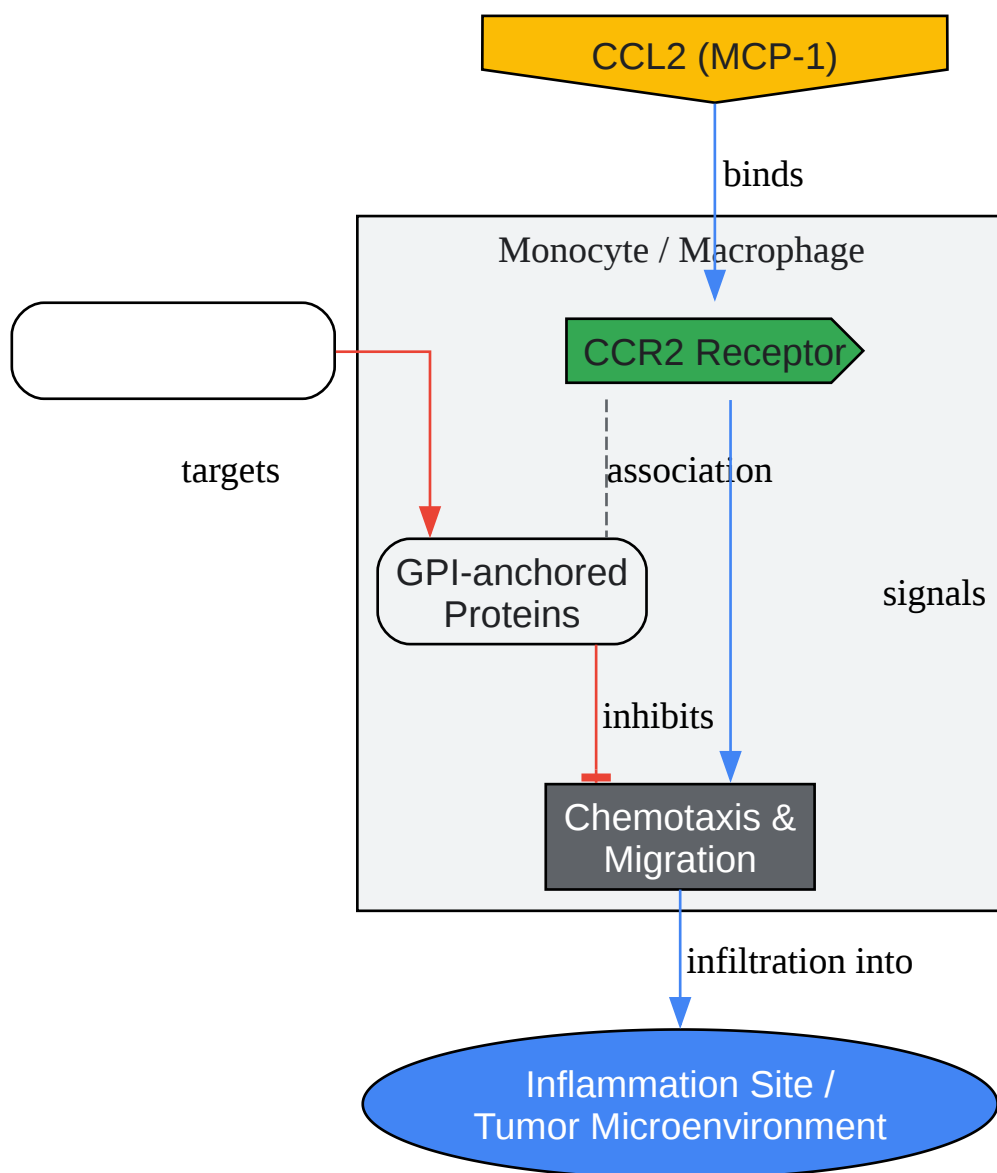 CCL2 (MCP-1)
binds
Monocyte / Macrophage
CCR2 Receptor
targets
association
GPI-anchored
Proteins
signals
inhibits
Chemotaxis &
Migration
infiltration into
Inflammation Site /
Tumor Microenvironment